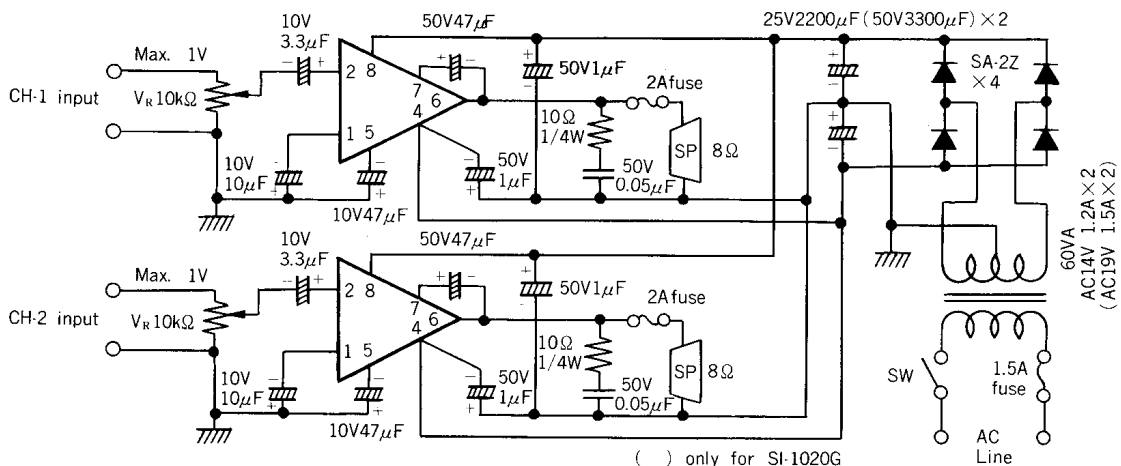 10V
3.3µF
50V47µF
25V2200µF(50V3300µF)×2
Max. 1V
2 8
7
6
4
1 5
50V1µF
2Afuse
SA-2Z
×4
CH-1 input
VR10kΩ
10Ω
1/4W
SP
8Ω
10V
10µF
50V
1µF
50V
0.05µF
10V47µF
10V
3.3µF
50V47µF
Max. 1V
2 8
7
6
4
1 5
50V1µF
2Afuse
CH-2 input
VR10kΩ
10Ω
1/4W
SP
8Ω
10V
10µF
50V
1µF
50V
0.05µF
10V47µF
60VA
AC14V 1.2A×2
(AC19V 1.5A×2)
SW
1.5A
fuse
AC
Line
( ) only for SI-1020G